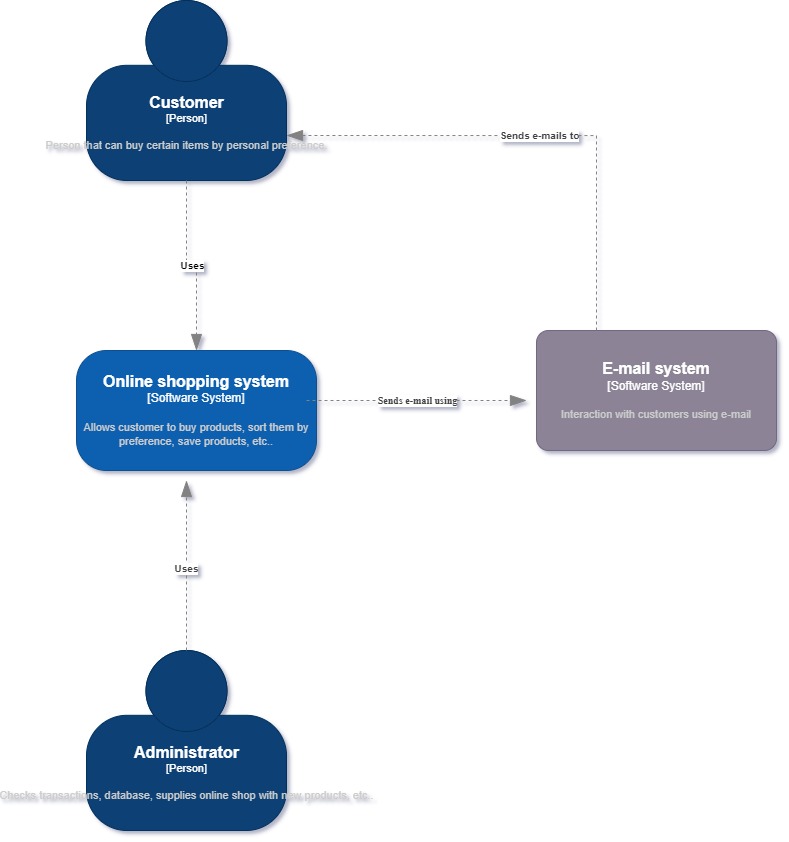 Customer
[Person]
Person that can buy certain items by personal preference.
Sends e-mails to
Uses
Online shopping system
[Software System]
Allows customer to buy products, sort them by
preference, save products, etc..
Sends e-mail using
E-mail system
[Software System]
Interaction with customers using e-mail
Uses
Administrator
[Person]
Checks transactions, database, supplies online shop with new products, etc..